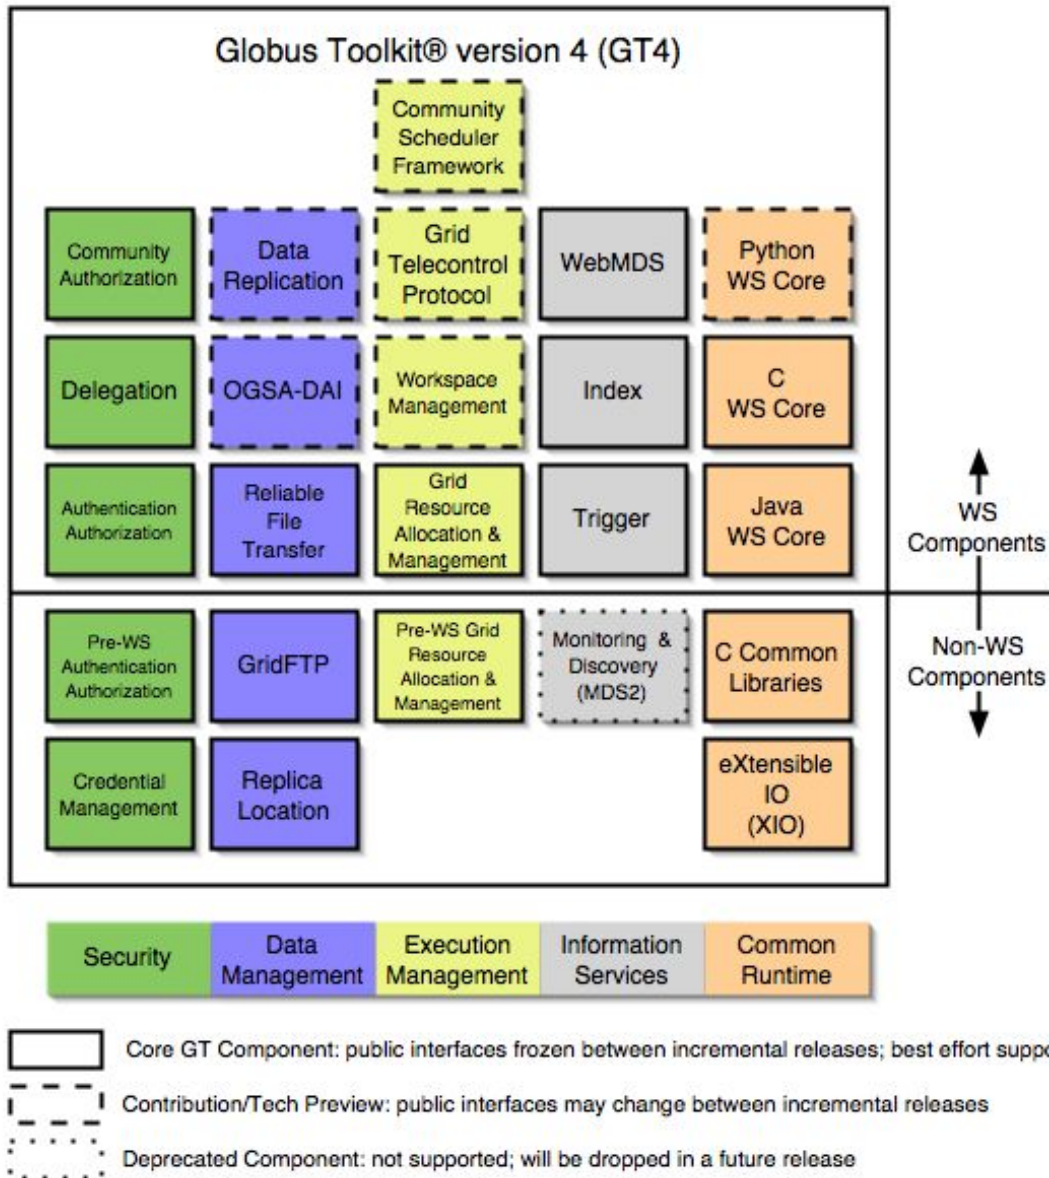 Globus Toolkit® version 4 (GT4)
Community
Scheduler
Framework
Community
Authorization
Data
Replication
Grid
Telecontrol
Protocol
WebMDS
Python
WS Core
Delegation
OGSA-DAI
Workspace
Management
Index
C
WS Core
Authentication
Authorization
Reliable
File
Transfer
Grid
Resource
Allocation &
Management
Trigger
Java
WS Core
WS
Components
Non-WS
Components
Pre-WS
Authentication
Authorization
GridFTP
Pre-WS Grid
Resource
Allocation &
Management
Monitoring &
Discovery
(MDS2)
C Common
Libraries
Credential
Management
Replica
Location
eXtensible
IO
(XIO)
Security
Data
Management
Execution
Management
Information
Services
Common
Runtime
Core GT Component: public interfaces frozen between incremental releases; best effort
Contribution/Tech Preview: public interfaces may change between incremental releases
Deprecated Component: not supported; will be dropped in a future release